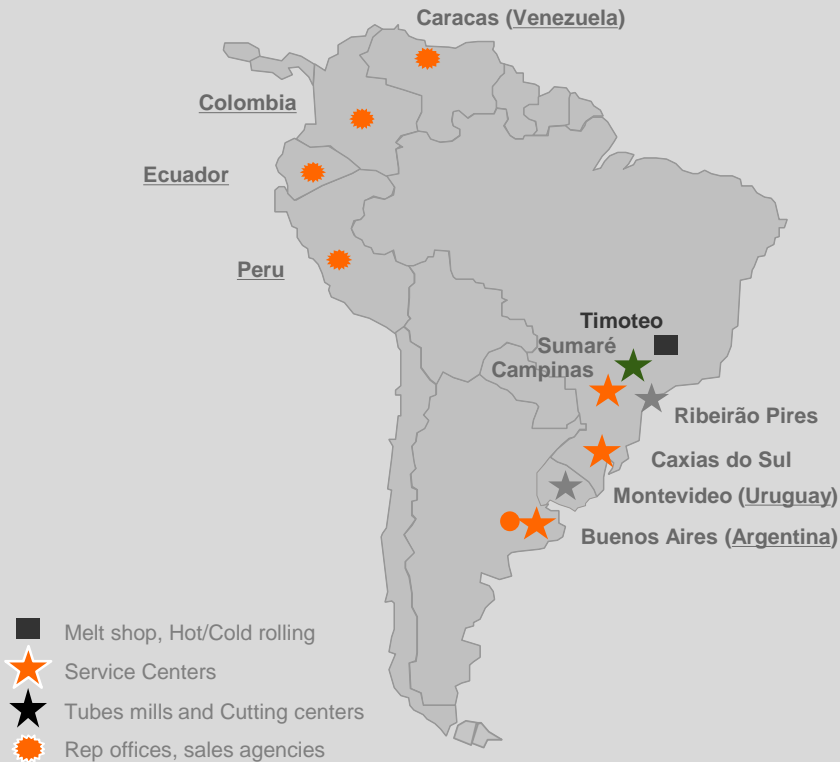 Caracas (Venezuela)
Colombia
Ecuador
Peru
Timoteo
Sumaré
Campinas
Ribeirão Pires
Caxias do Sul
Montevideo (Uruguay)
Buenos Aires (Argentina)
Melt shop, Hot/Cold rolling
Service Centers
Tubes mills and Cutting centers
Rep offices, sales agencies